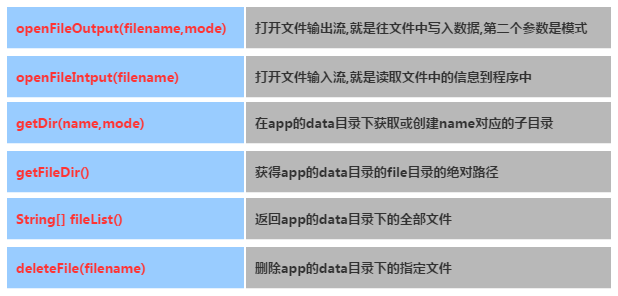 openFileOutput(filename,mode) 打开文件输出流,就是往文件中写入数据,第二个参数是模式
openFileIntput(filename) 打开文件输入流,就是读取文件中的信息到程序中
getDir(name,mode) 在app的data目录下获取或创建name对应的子目录
getFileDir() 获得app的data目录的file目录的绝对路径
String[] fileList() 返回app的data目录下的全部文件
deleteFile(filename) 删除app的data目录下的指定文件